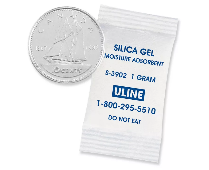 SILICA GEL
MOISTURE ADSORBENT
S-3902 1 GRAM
ULINE
1-800-295-5510
DO NOT EAT